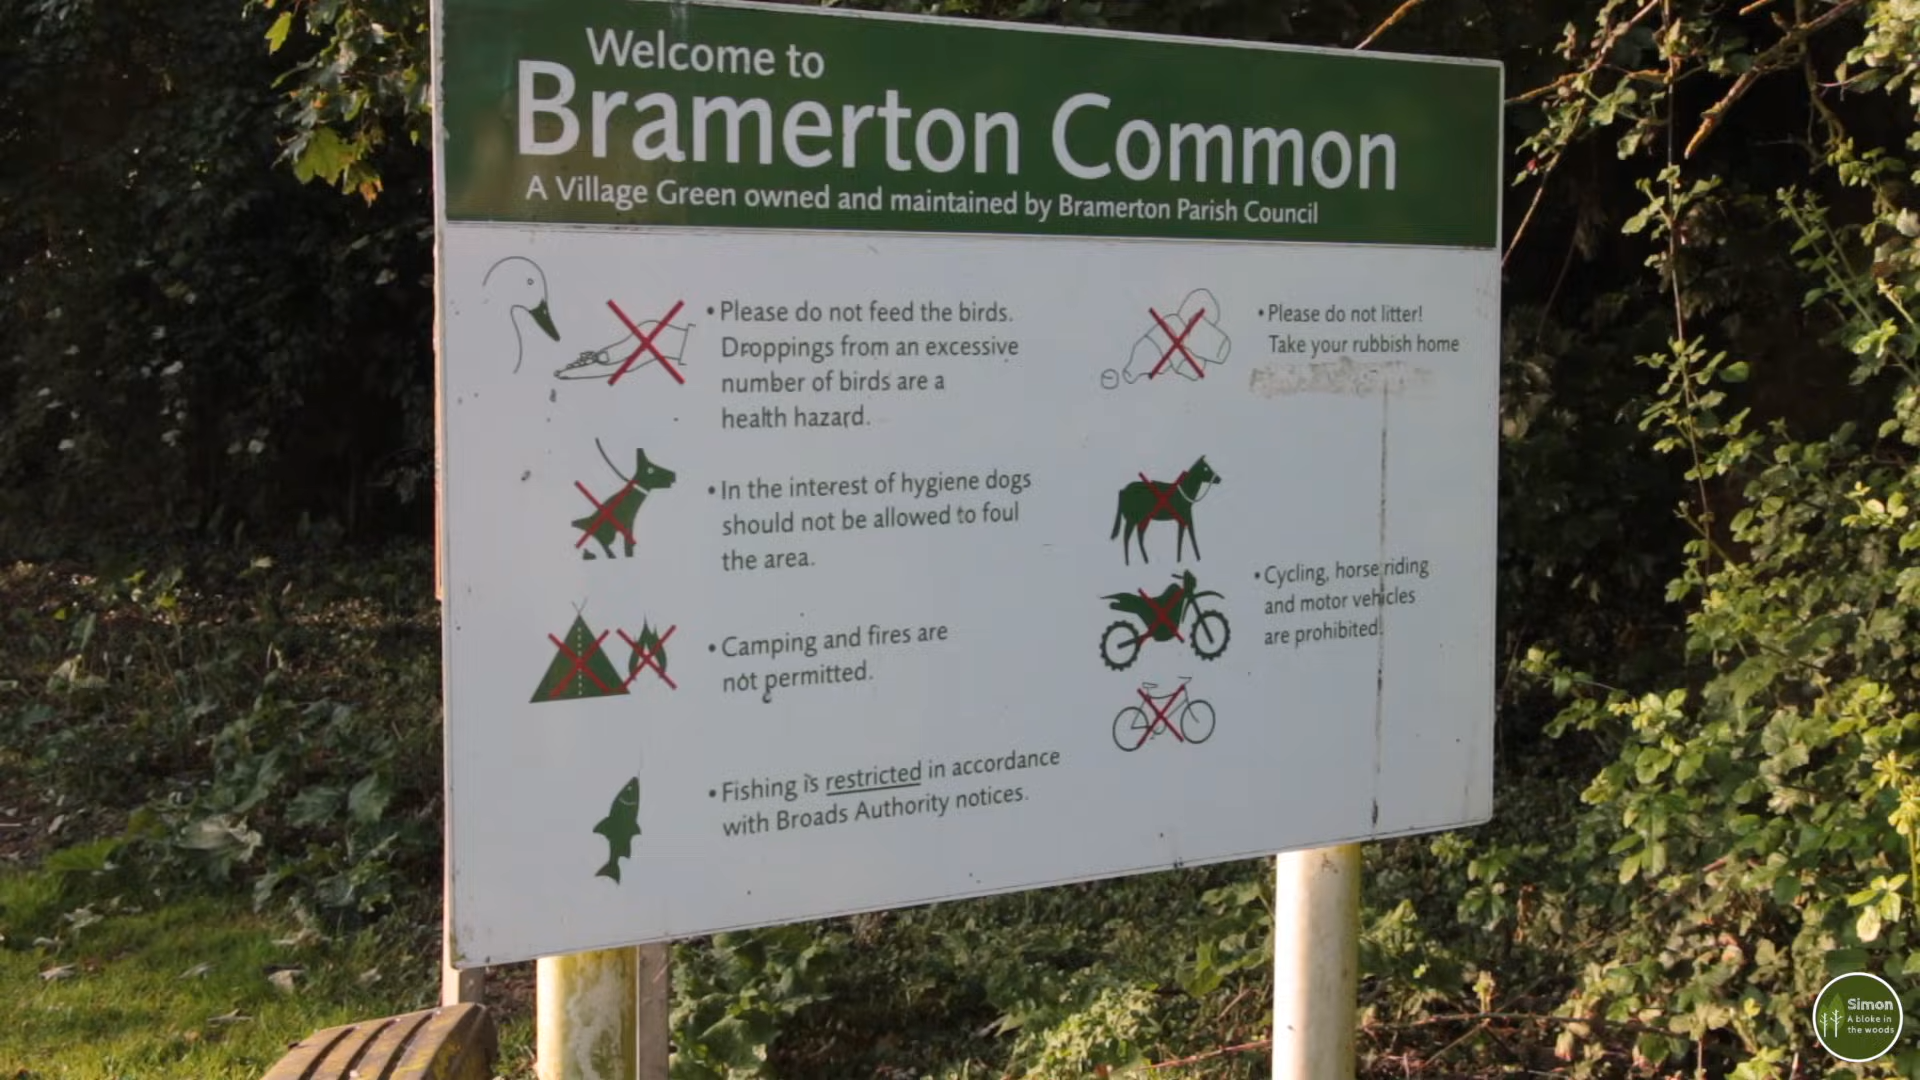 Welcome to
Bramerton Common
A Village Green owned and maintained by Bramerton Parish Council
• Please do not feed the birds.
Droppings from an excessive
number of birds are a
health hazard.
• In the interest of hygiene dogs
should not be allowed to foul
the area.
• Camping and fires are
not permitted.
• Fishing is restricted in accordance
with Broads Authority notices.
• Please do not litter!
Take your rubbish home
• Cycling, horse riding
and motor vehicles
are prohibited.
Simon
A bloke in
the woods